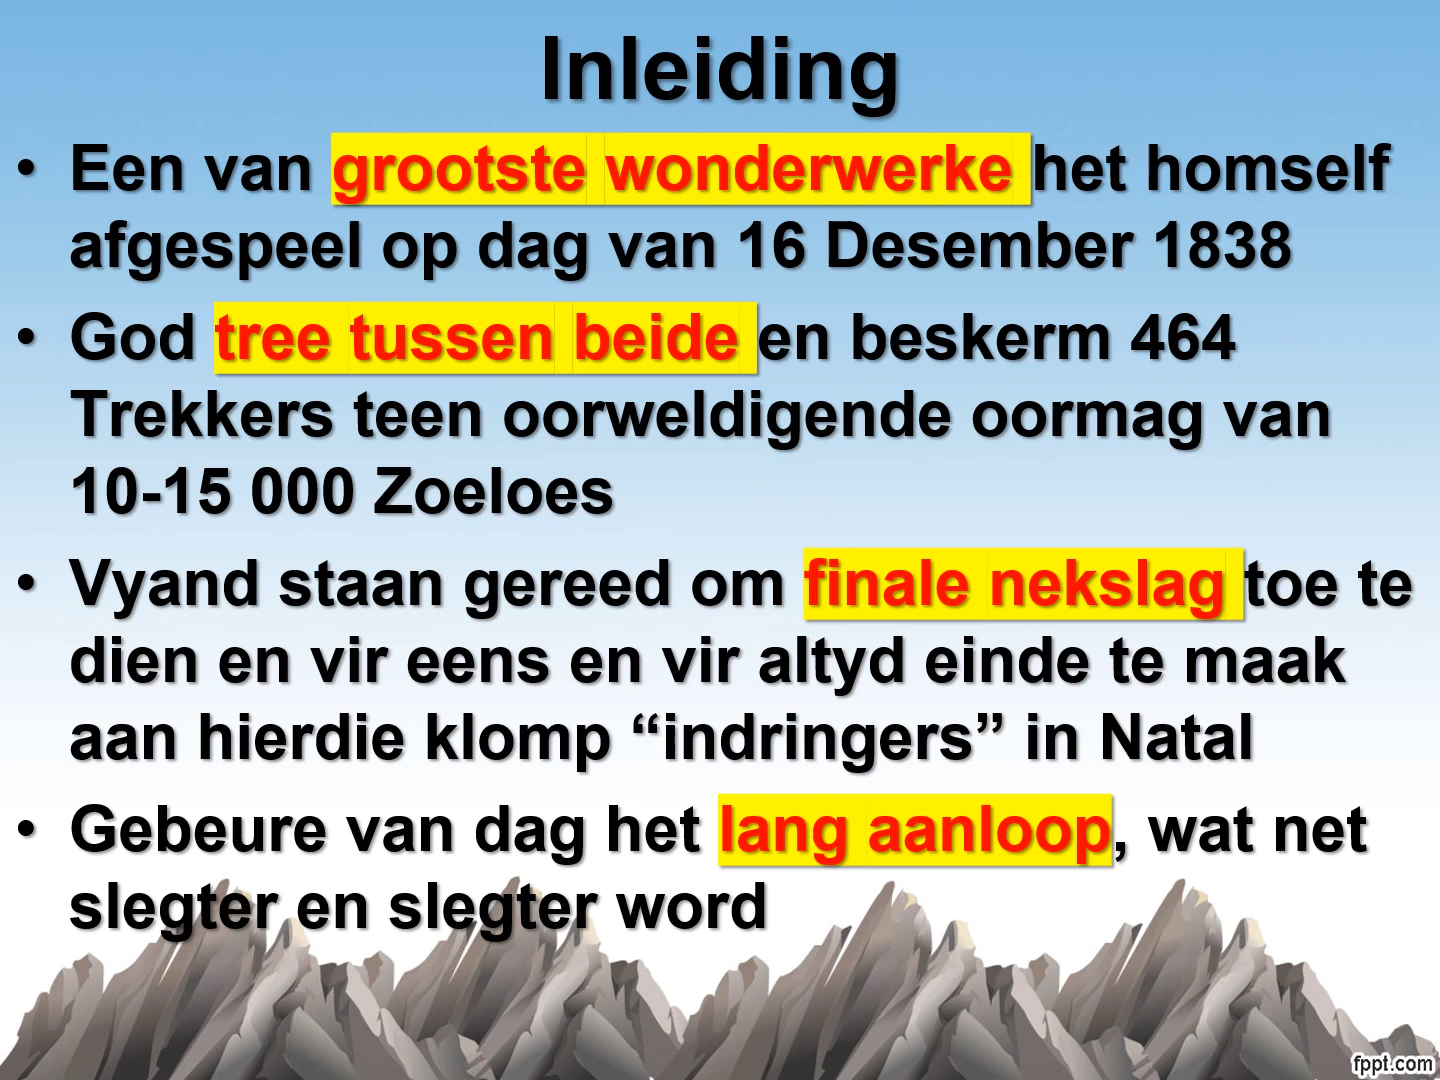 Inleiding
• Een van grootste wonderwerke het homself
afgespeel op dag van 16 Desember 1838
• God tree tussen beide en beskerm 464
Trekkers teen oorweldigende oormag van
10-15 000 Zoeloes
• Vyand staan gereed om finale nekslag toe te
dien en vir eens en vir altyd einde te maak
aan hierdie klomp “indringers” in Natal
• Gebeure van dag het lang aanloop, wat net
slegter en slegter word
fppt.com